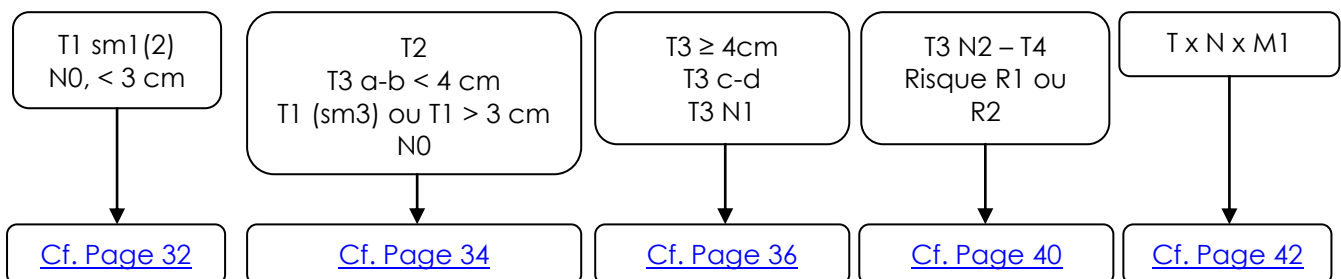 T1 sm1(2)
N0, < 3 cm
T2
T3 a-b < 4 cm
T1 (sm3) ou T1 > 3 cm
N0
T3 ≥ 4cm
T3 c-d
T3 N1
T3 N2 – T4
Risque R1 ou
R2
T x N x M1
Cf. Page 32
Cf. Page 34
Cf. Page 36
Cf. Page 40
Cf. Page 42